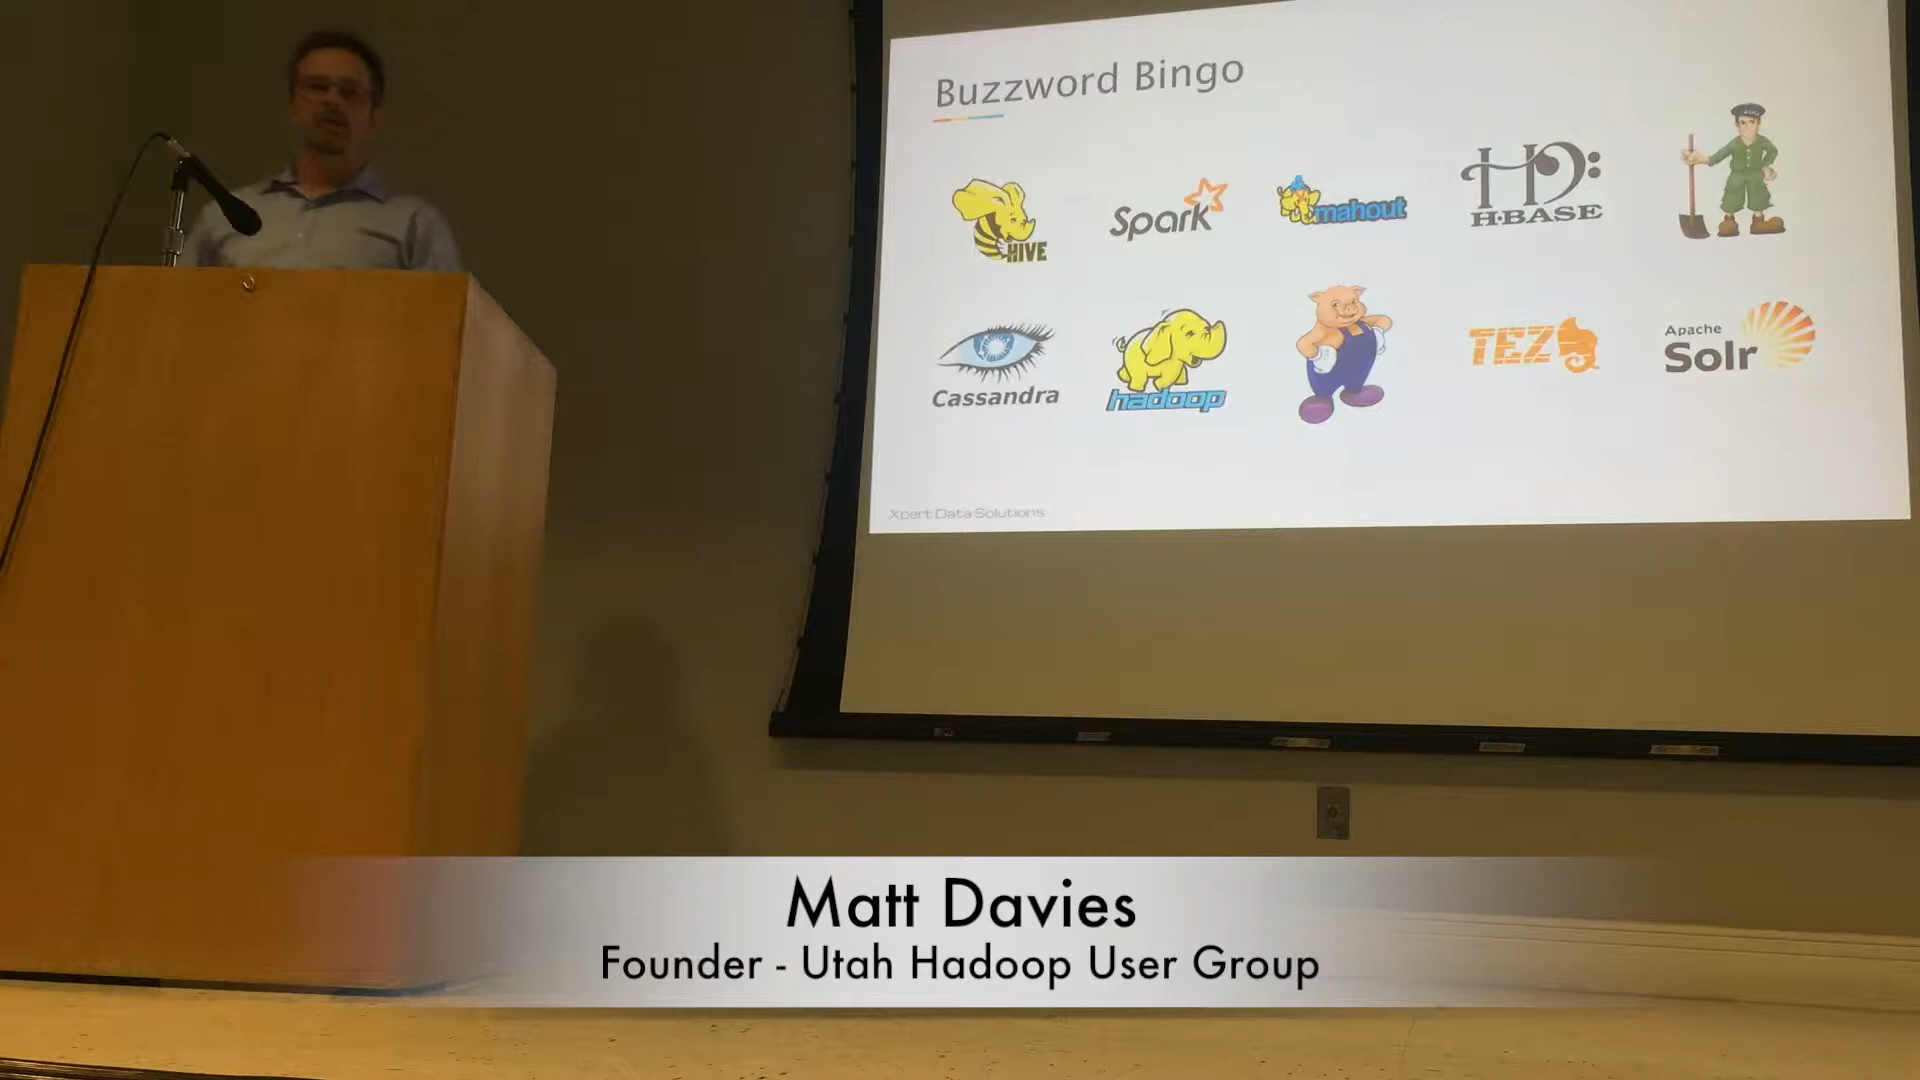 Buzzword Bingo
HIVE
Spark
mahout
H
H·BASE
Cassandra
hadoop
TEZ
Apache
Solr
Xpert Data Solutions
Matt Davies
Founder - Utah Hadoop User Group